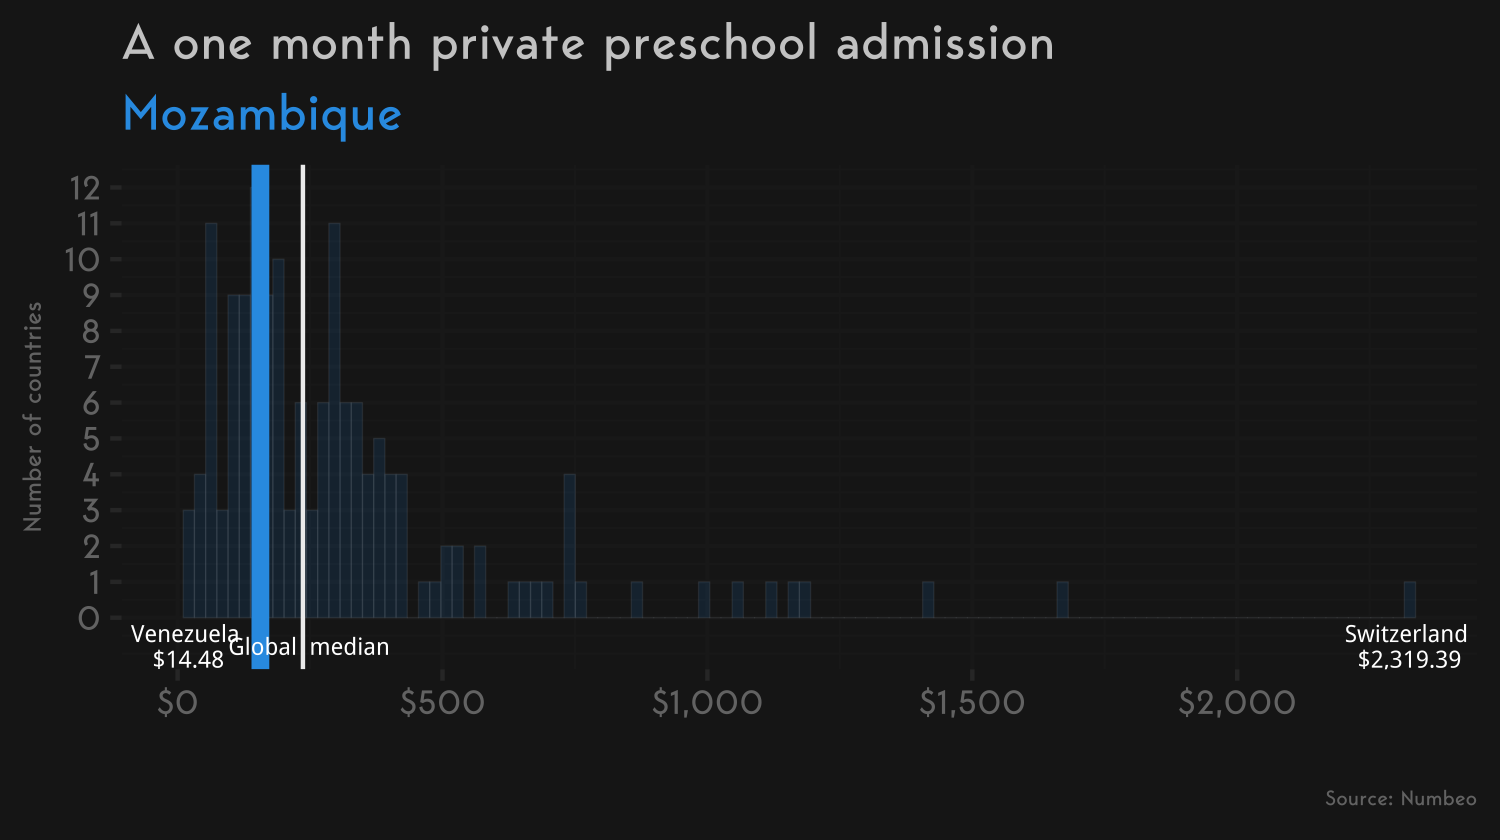 A one month private preschool admission
Mozambique
Number of countries
12
11
10
9
8
7
6
5
4
3
2
1
0
Venezuela
$14.48
Global median
Switzerland
$2,319.39
$0 $500 $1,000 $1,500 $2,000
Source: Numbeo